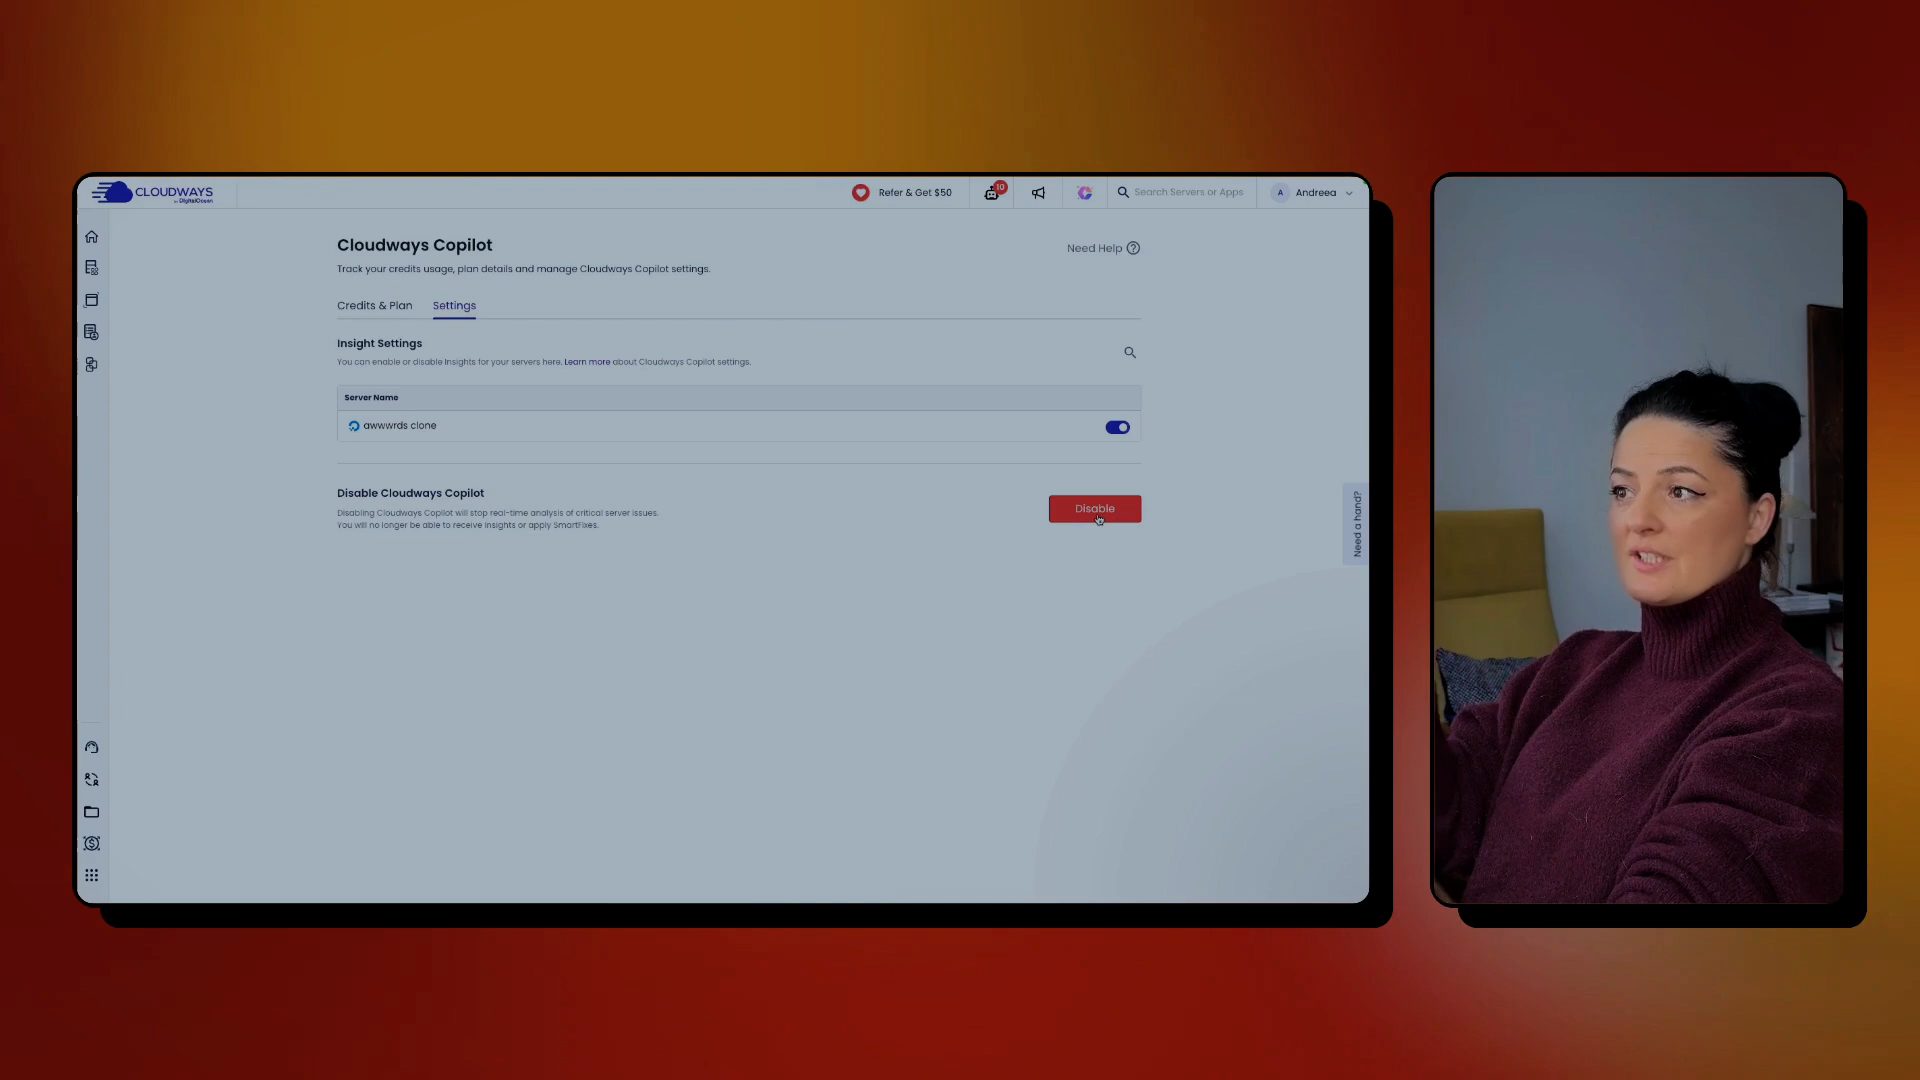 CLOUDWAYS
by DigitalOcean
Refer & Get $50
10
Search Servers or Apps
A
Andreea
Cloudways Copilot
Need Help
Track your credits usage, plan details and manage Cloudways Copilot settings.
Credits & Plan
Settings
Insight Settings
You can enable or disable Insights for your servers here. Learn more about Cloudways Copilot settings.
Server Name
awwwrds clone
Disable Cloudways Copilot
Disabling Cloudways Copilot will stop real-time analysis of critical server issues.
You will no longer be able to receive Insights or apply SmartFixes.
Disable
Need a hand?